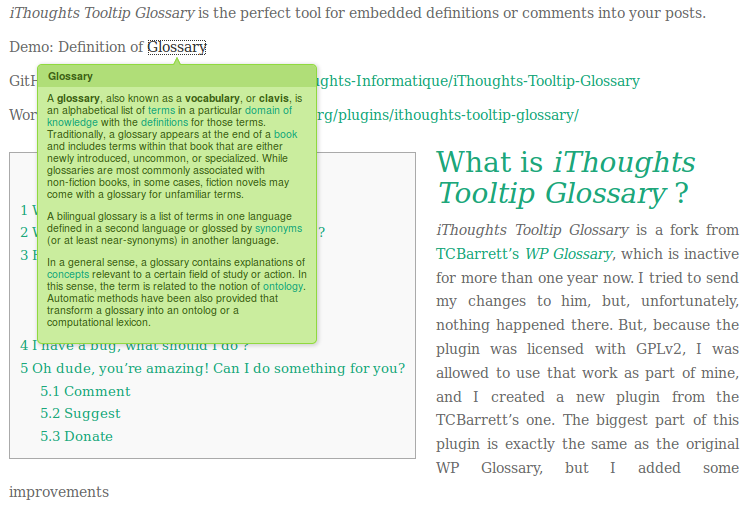 iThoughts Tooltip Glossary is the perfect tool for embedded definitions or comments into your posts.
Demo: Definition of Glossary
Glossary
A glossary, also known as a vocabulary, or clavis, is
an alphabetical list of terms in a particular domain of
knowledge with the definitions for those terms.
Traditionally, a glossary appears at the end of a book
and includes terms within that book that are either
newly introduced, uncommon, or specialized. While
glossaries are most commonly associated with
non-fiction books, in some cases, fiction novels may
come with a glossary for unfamiliar terms.
A bilingual glossary is a list of terms in one language
defined in a second language or glossed by synonyms
(or at least near-synonyms) in another language.
In a general sense, a glossary contains explanations of
concepts relevant to a certain field of study or action. In
this sense, the term is related to the notion of ontology.
Automatic methods have been also provided that
transform a glossary into an ontolog or a
computational lexicon.
GitH ughts-Informatique/iThoughts-Tooltip-Glossary
Wor rg/plugins/ithoughts-tooltip-glossary/
1
2 ?
3
4 I have a bug, what should I do ?
5 Oh dude, you're amazing! Can I do something for you?
5.1 Comment
5.2 Suggest
5.3 Donate
What is iThoughts
Tooltip Glossary ?
iThoughts Tooltip Glossary is a fork from
TCBarrett's WP Glossary, which is inactive
for more than one year now. I tried to send
my changes to him, but, unfortunately,
nothing happened there. But, because the
plugin was licensed with GPLv2, I was
allowed to use that work as part of mine,
and I created a new plugin from the
TCBarrett's one. The biggest part of this
plugin is exactly the same as the original
WP Glossary, but I added some
improvements